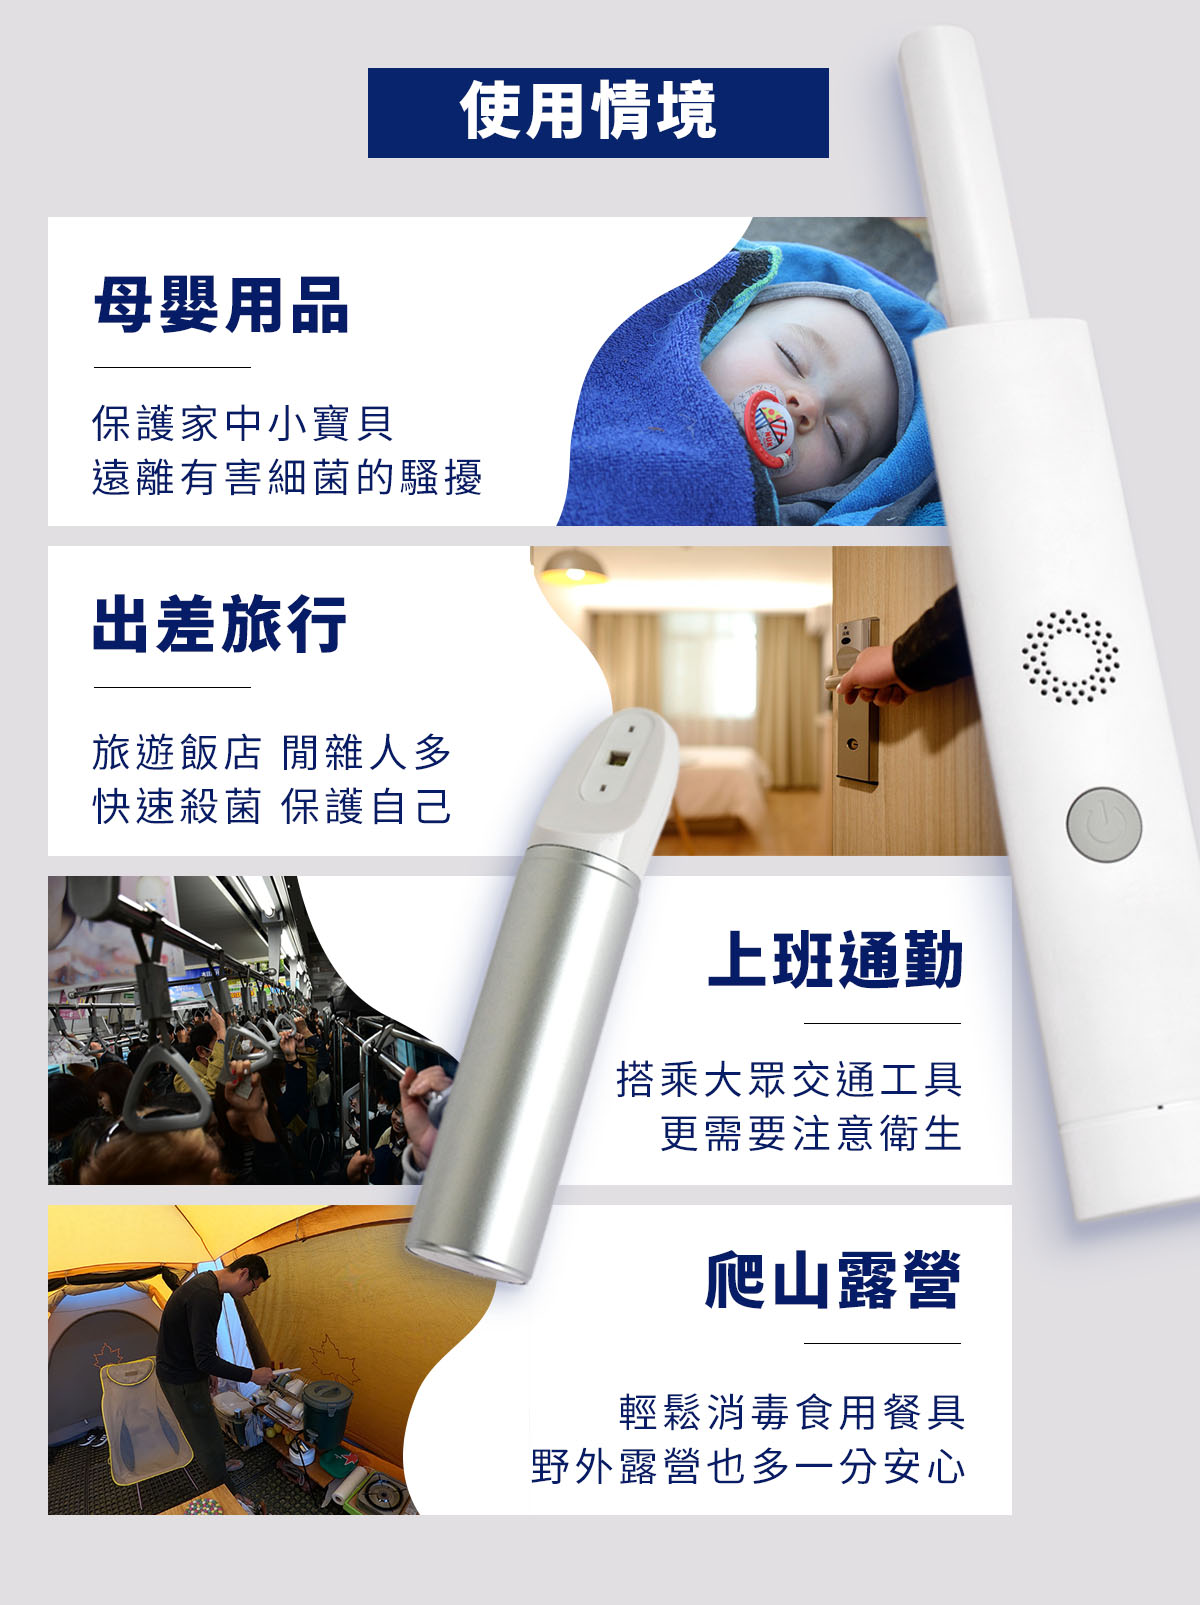 使用情境
母嬰用品
保護家中小寶貝
遠離有害細菌的騷擾
出差旅行
旅遊飯店 閒雜人多
快速殺菌 保護自己
上班通勤
搭乘大眾交通工具
更需要注意衛生
爬山露營
輕鬆消毒食用餐具
野外露營也多一分安心